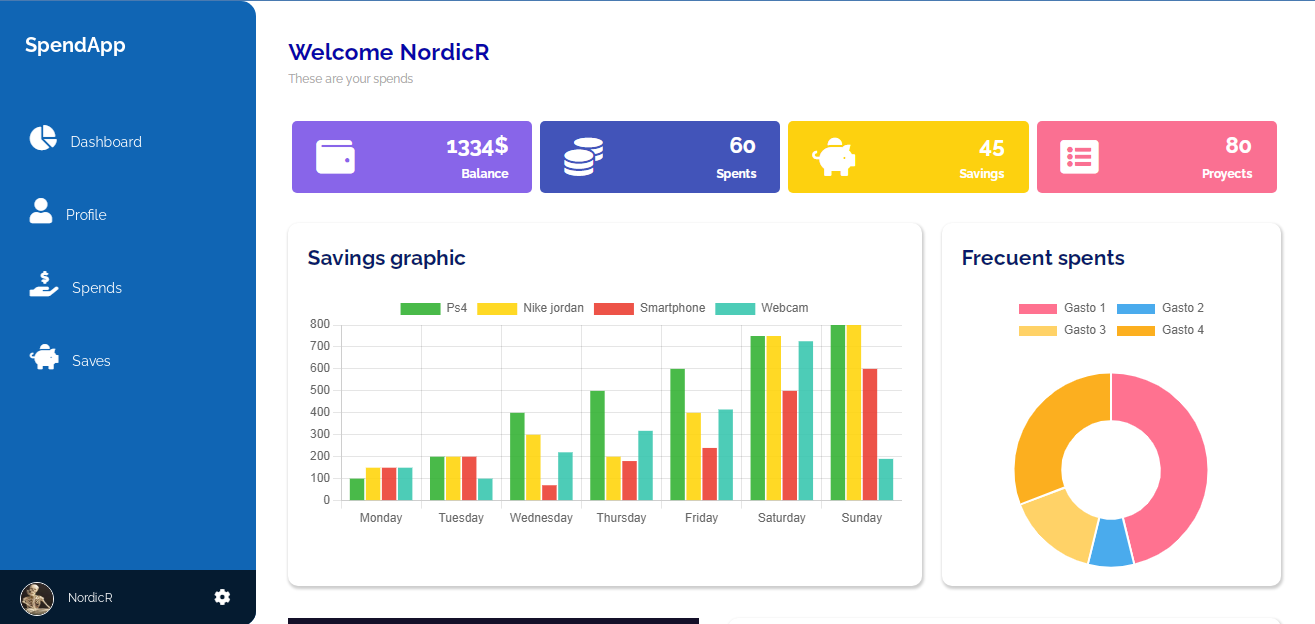 SpendApp
Dashboard
Profile
Spends
Saves
NordicR
Welcome NordicR
These are your spends
1334$
Balance
60
Spents
45
Savings
80
Proyects
Savings graphic
Ps4 Nike jordan Smartphone Webcam
800
700
600
500
400
300
200
100
0
Monday Tuesday Wednesday Thursday Friday Saturday Sunday
Frecuent spents
Gasto 1 Gasto 2
Gasto 3 Gasto 4